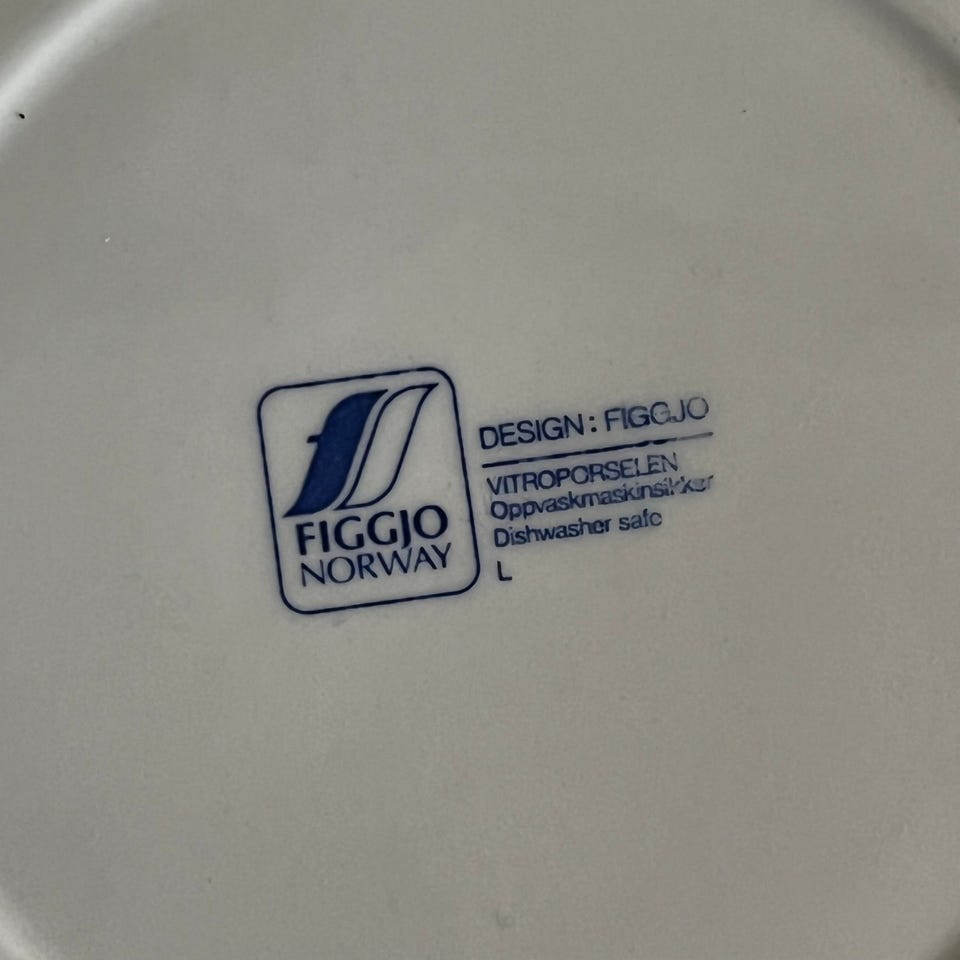 FIGGJO
NORWAY
DESIGN: FIGGJO
VITROPORSELEN
Oppvaskmaskinsikker
Dishwasher safe
L